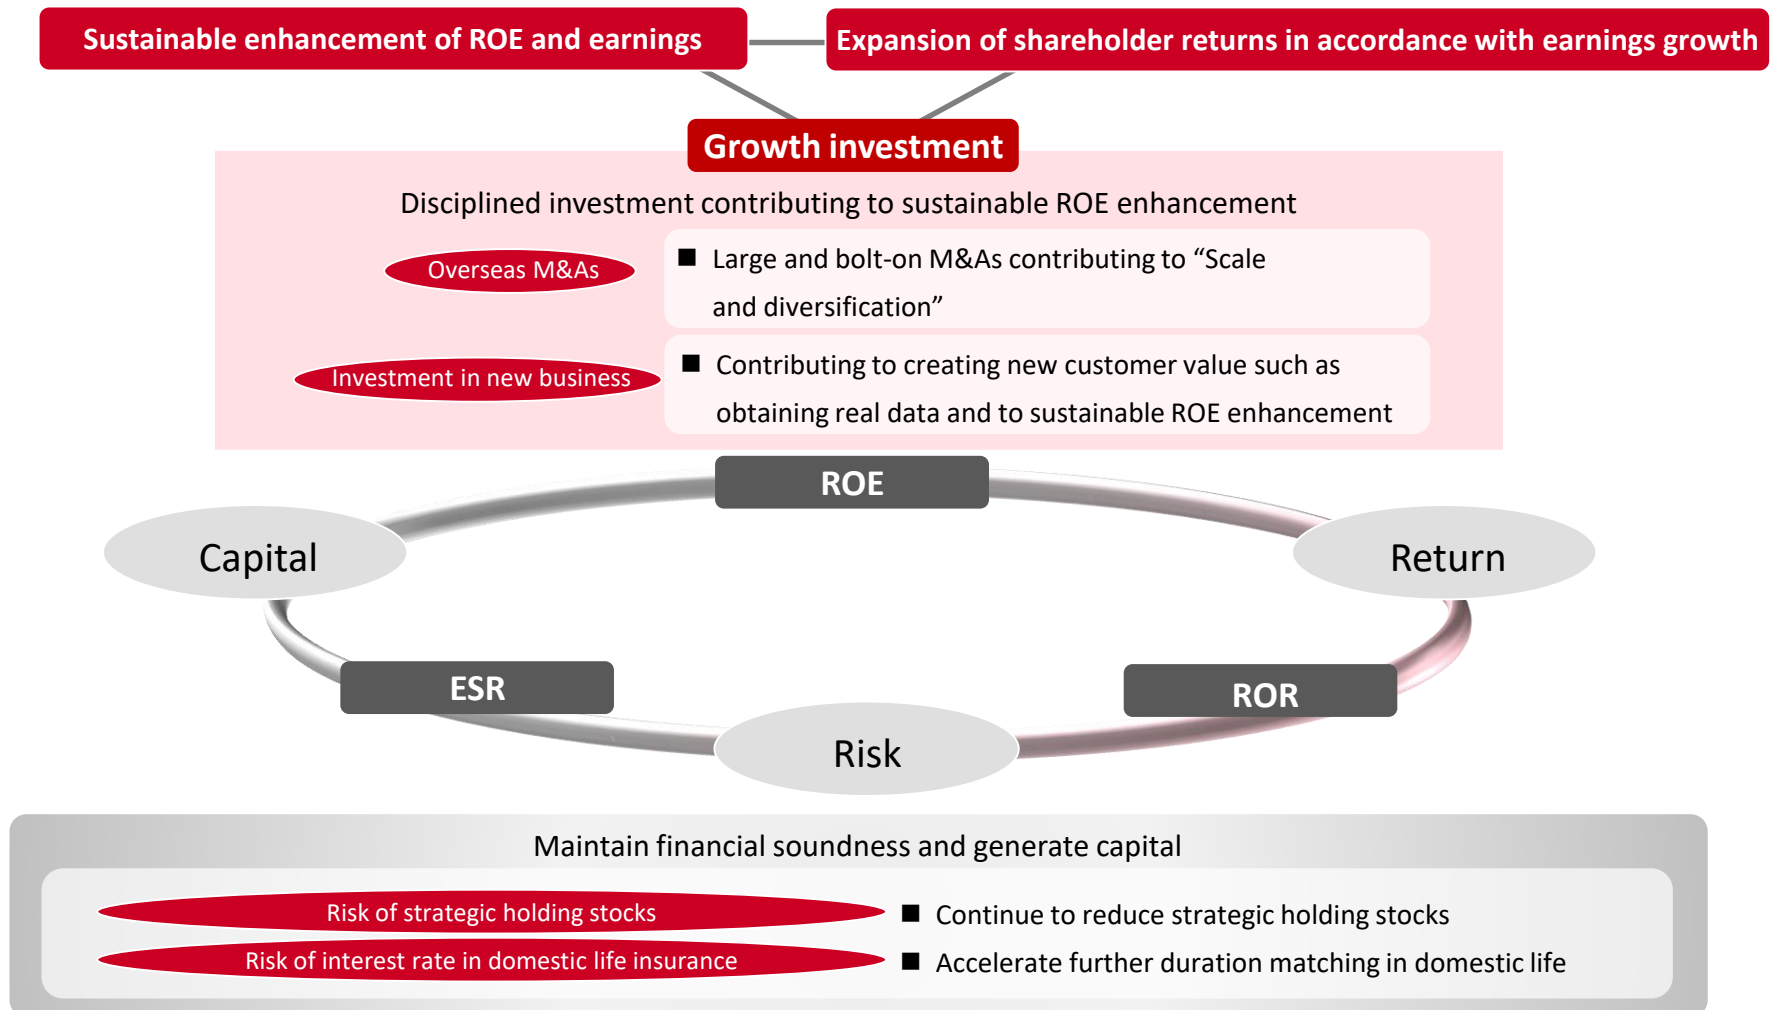 Sustainable enhancement of ROE and earnings
Expansion of shareholder returns in accordance with earnings growth
Growth investment
Disciplined investment contributing to sustainable ROE enhancement
Overseas M&As
■ Large and bolt-on M&As contributing to “Scale
and diversification”
Investment in new business
■ Contributing to creating new customer value such as
obtaining real data and to sustainable ROE enhancement
ROE
Capital
Return
ESR
ROR
Risk
Maintain financial soundness and generate capital
Risk of strategic holding stocks
■ Continue to reduce strategic holding stocks
Risk of interest rate in domestic life insurance
■ Accelerate further duration matching in domestic life